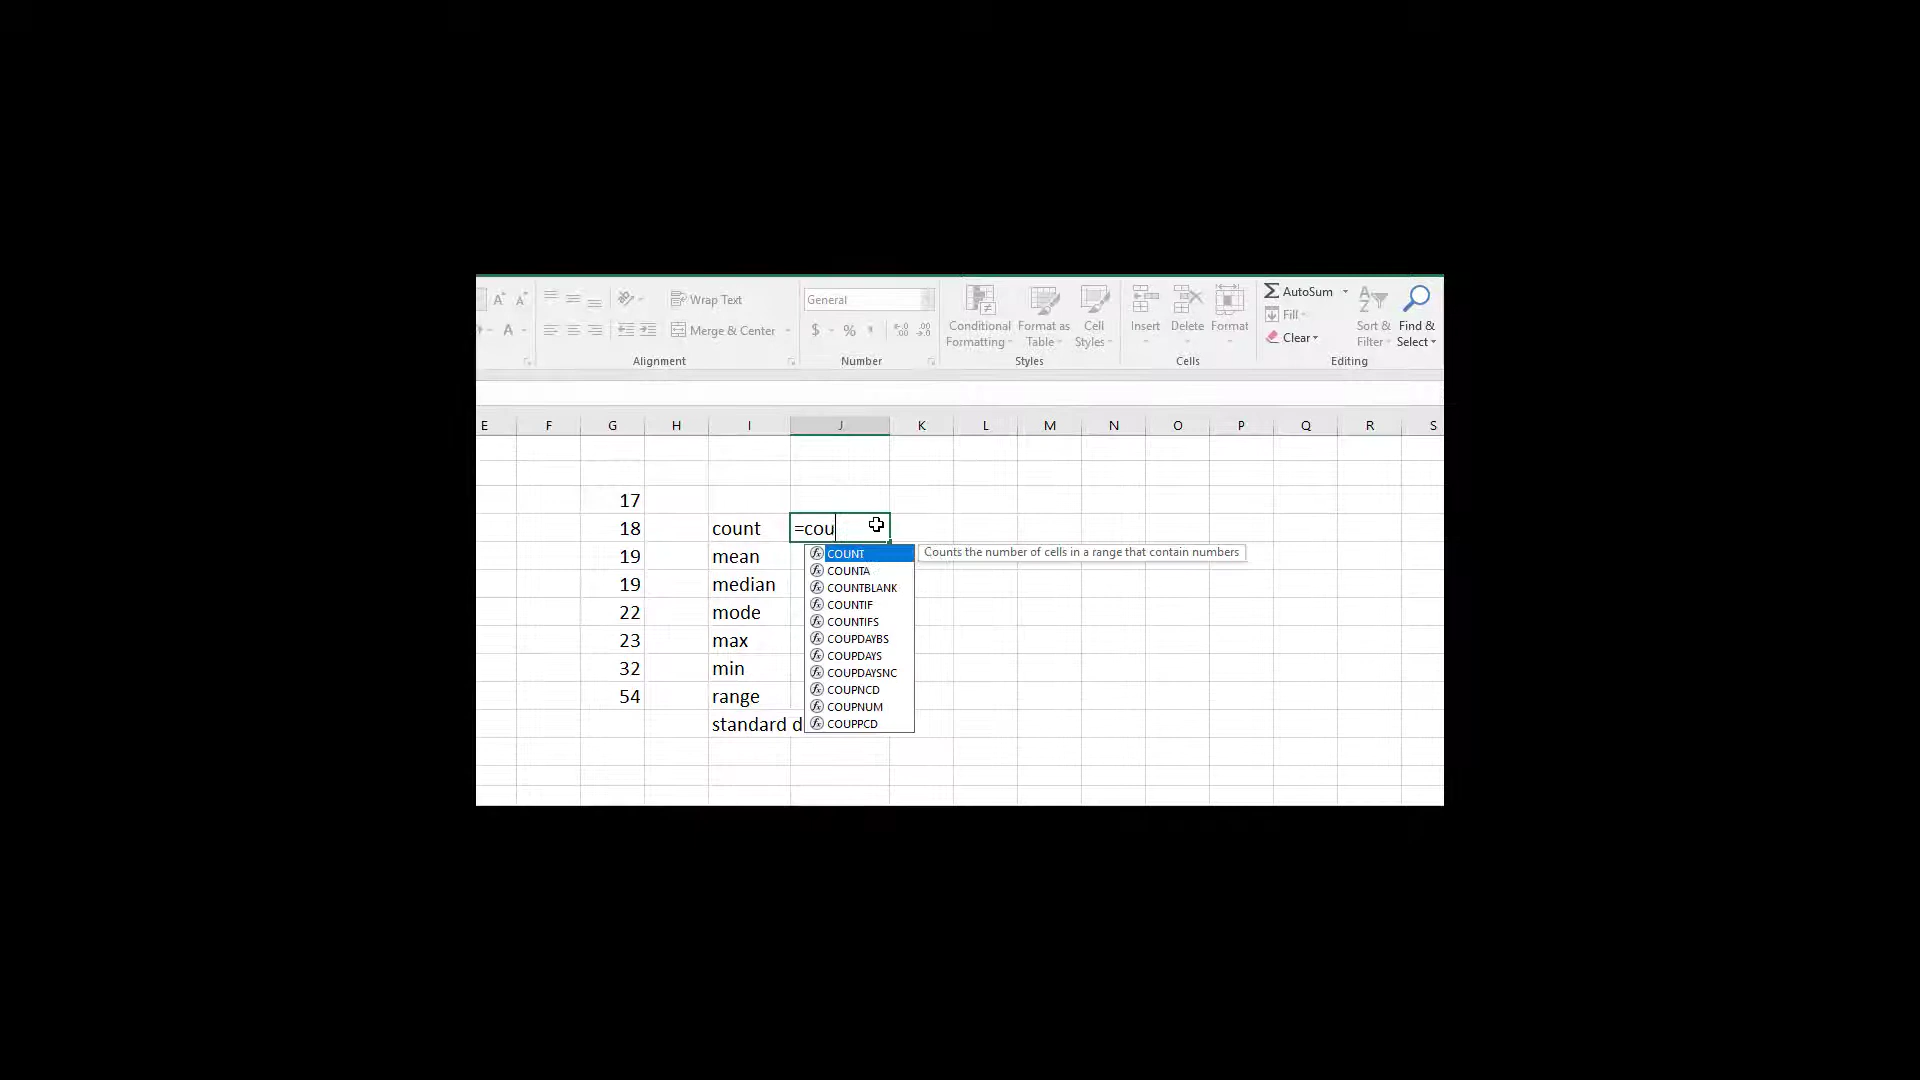 A A Wrap Text General AutoSum
A Merge & Center $ % Conditional Formatting Format as Table Cell Styles Insert Delete Format Fill Clear Sort & Filter Find & Select
Alignment Number Styles Cells Editing
E F G H I J K L M N O P Q R S
17
18 count =cou
19 mean
19 median
22 mode
23 max
32 min
54 range
standard d
COUNT Counts the number of cells in a range that contain numbers
COUNTA
COUNTBLANK
COUNTIF
COUNTIFS
COUPDAYBS
COUPDAYS
COUPDAYSNC
COUPNCD
COUPNUM
COUPPCD